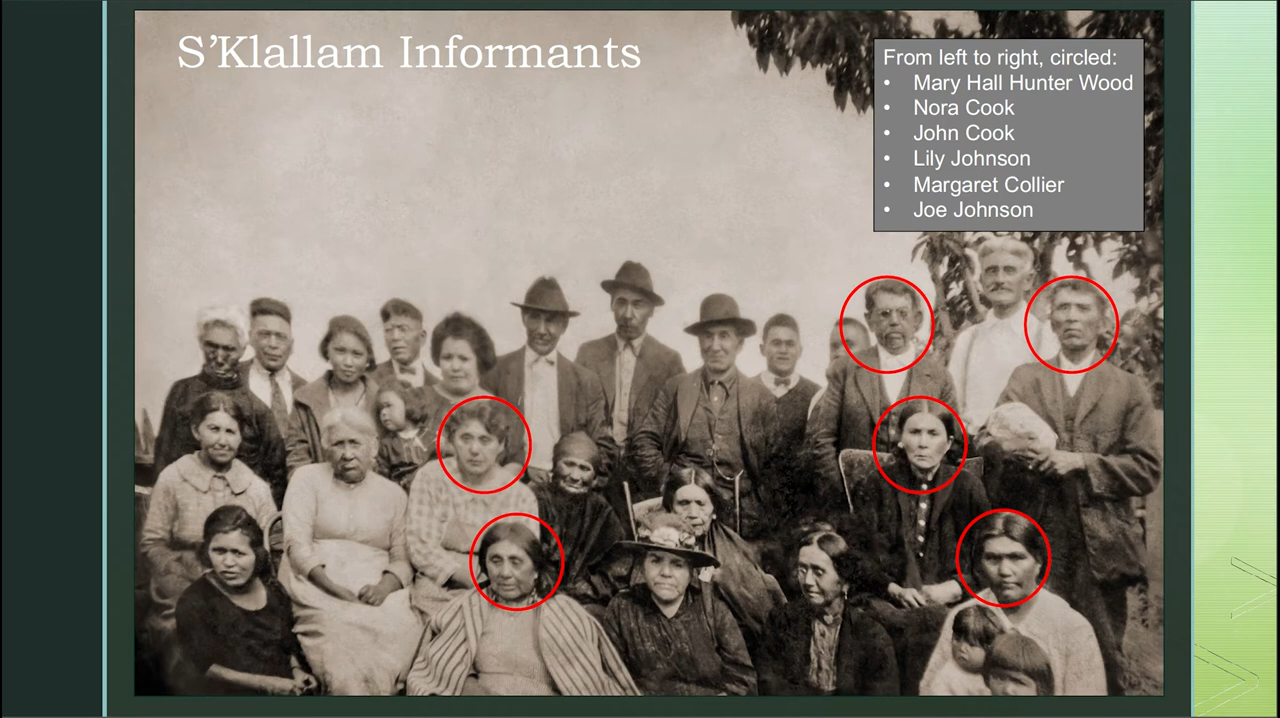 S’Klallam Informants
From left to right, circled:
• Mary Hall Hunter Wood
• Nora Cook
• John Cook
• Lily Johnson
• Margaret Collier
• Joe Johnson